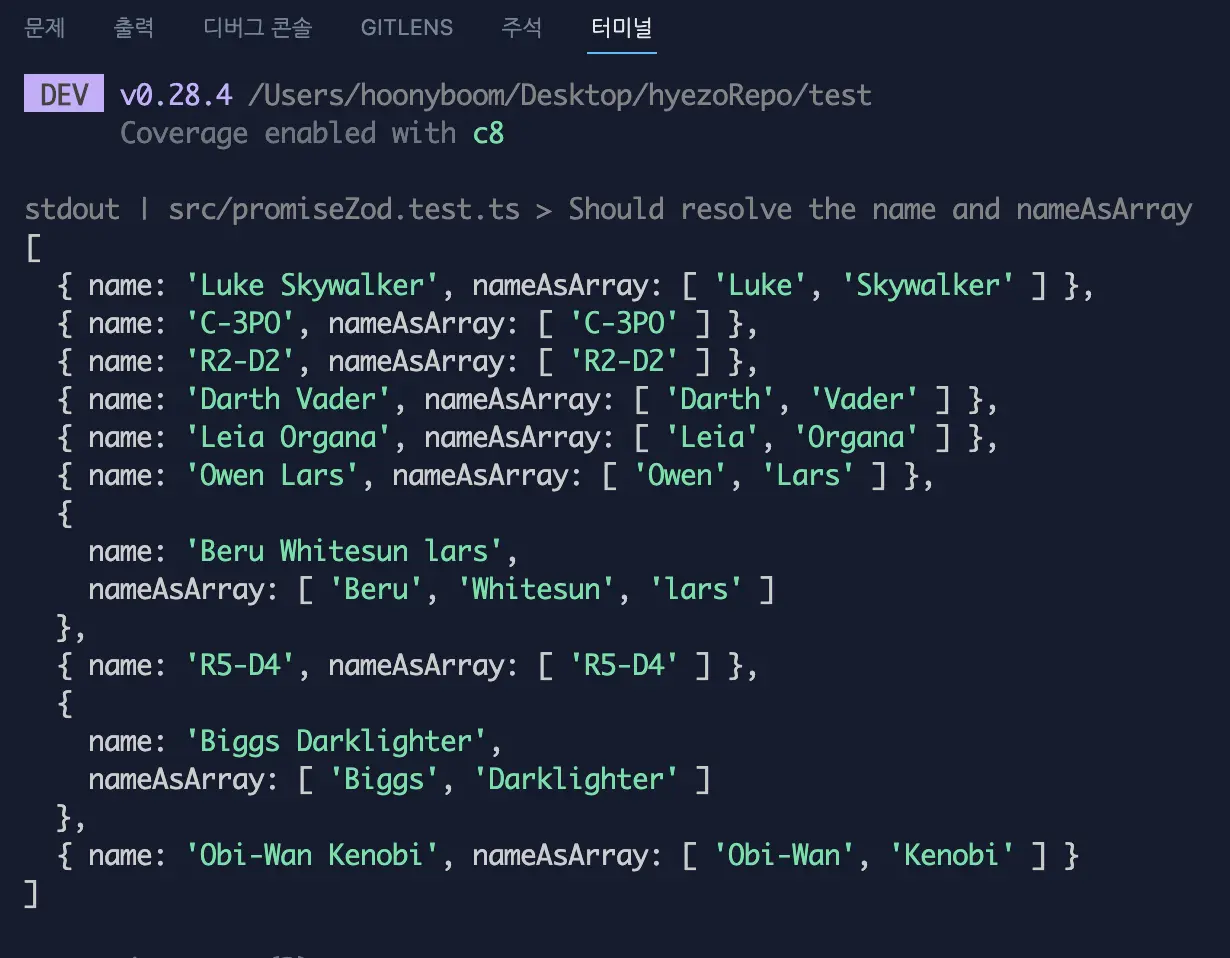 문제 출력 디버그 콘솔 GITLENS 주석 터미널
DEV v0.28.4 /Users/hoonyboom/Desktop/hyezoRepo/test
Coverage enabled with c8
stdout | src/promiseZod.test.ts > Should resolve the name and nameAsArray
[
{ name: 'Luke Skywalker', nameAsArray: [ 'Luke', 'Skywalker' ] },
{ name: 'C-3PO', nameAsArray: [ 'C-3PO' ] },
{ name: 'R2-D2', nameAsArray: [ 'R2-D2' ] },
{ name: 'Darth Vader', nameAsArray: [ 'Darth', 'Vader' ] },
{ name: 'Leia Organa', nameAsArray: [ 'Leia', 'Organa' ] },
{ name: 'Owen Lars', nameAsArray: [ 'Owen', 'Lars' ] },
{
name: 'Beru Whitesun lars',
nameAsArray: [ 'Beru', 'Whitesun', 'lars' ]
},
{ name: 'R5-D4', nameAsArray: [ 'R5-D4' ] },
{
name: 'Biggs Darklighter',
nameAsArray: [ 'Biggs', 'Darklighter' ]
},
{ name: 'Obi-Wan Kenobi', nameAsArray: [ 'Obi-Wan', 'Kenobi' ] }
]